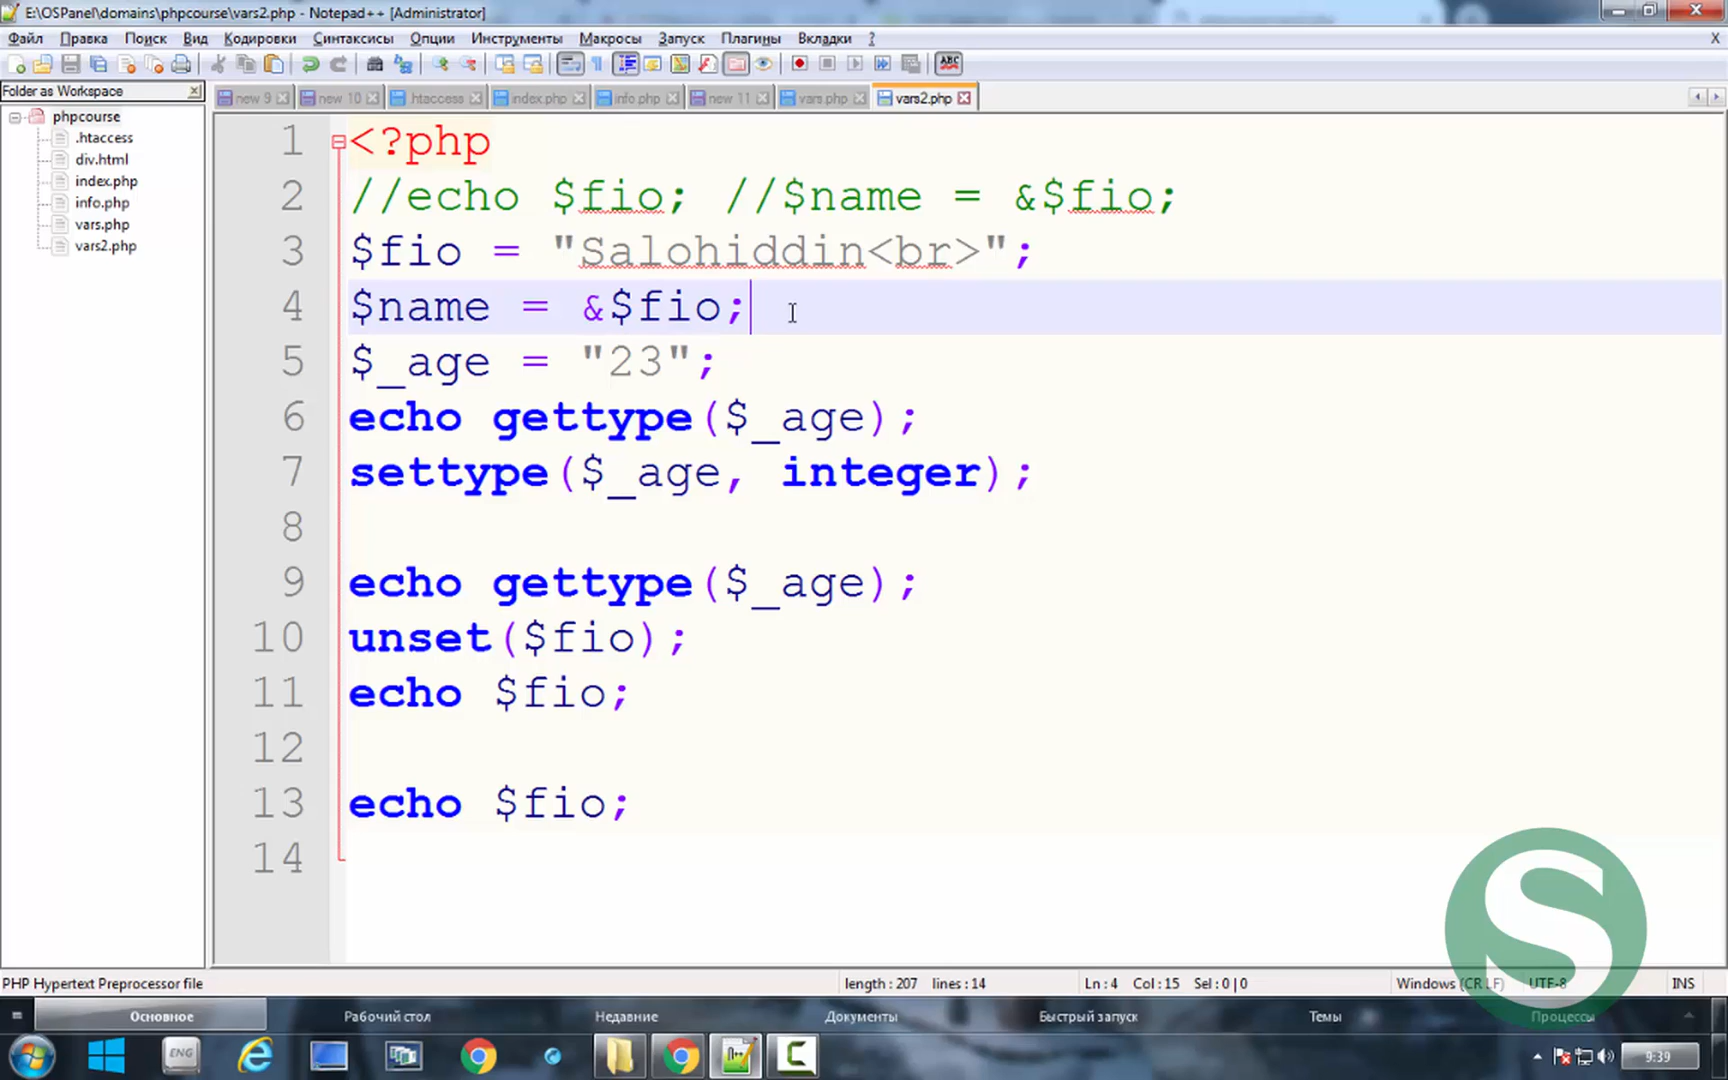 E:\OSPanel\domains\phpcourse\vars2.php - Notepad++ [Administrator]
Файл Правка Поиск Вид Кодировки Синтаксисы Опции Инструменты Макросы Запуск Плагины Вкладки ? X
ABC
Folder as Workspace
new 9 new 10 htaccess index.php info.php new 11 vars.php vars2.php
phpcourse
.htaccess
div.html
index.php
info.php
vars.php
vars2.php
1 <?php
2 //echo $fio; //$name = &$fio;
3 $fio = "Salohiddin<br>";
4 $name = &$fio;
5 $_age = "23";
6 echo gettype($_age);
7 settype($_age, integer);
8
9 echo gettype($_age);
10 unset($fio);
11 echo $fio;
12
13 echo $fio;
14
S
PHP Hypertext Preprocessor file length : 207 lines : 14 Ln : 4 Col : 15 Sel : 0 | 0 Windows (CR LF) UTF-8 INS
Основное Рабочий стол Недавние Документы Быстрый запуск Темы Процессы
ENG 9:39